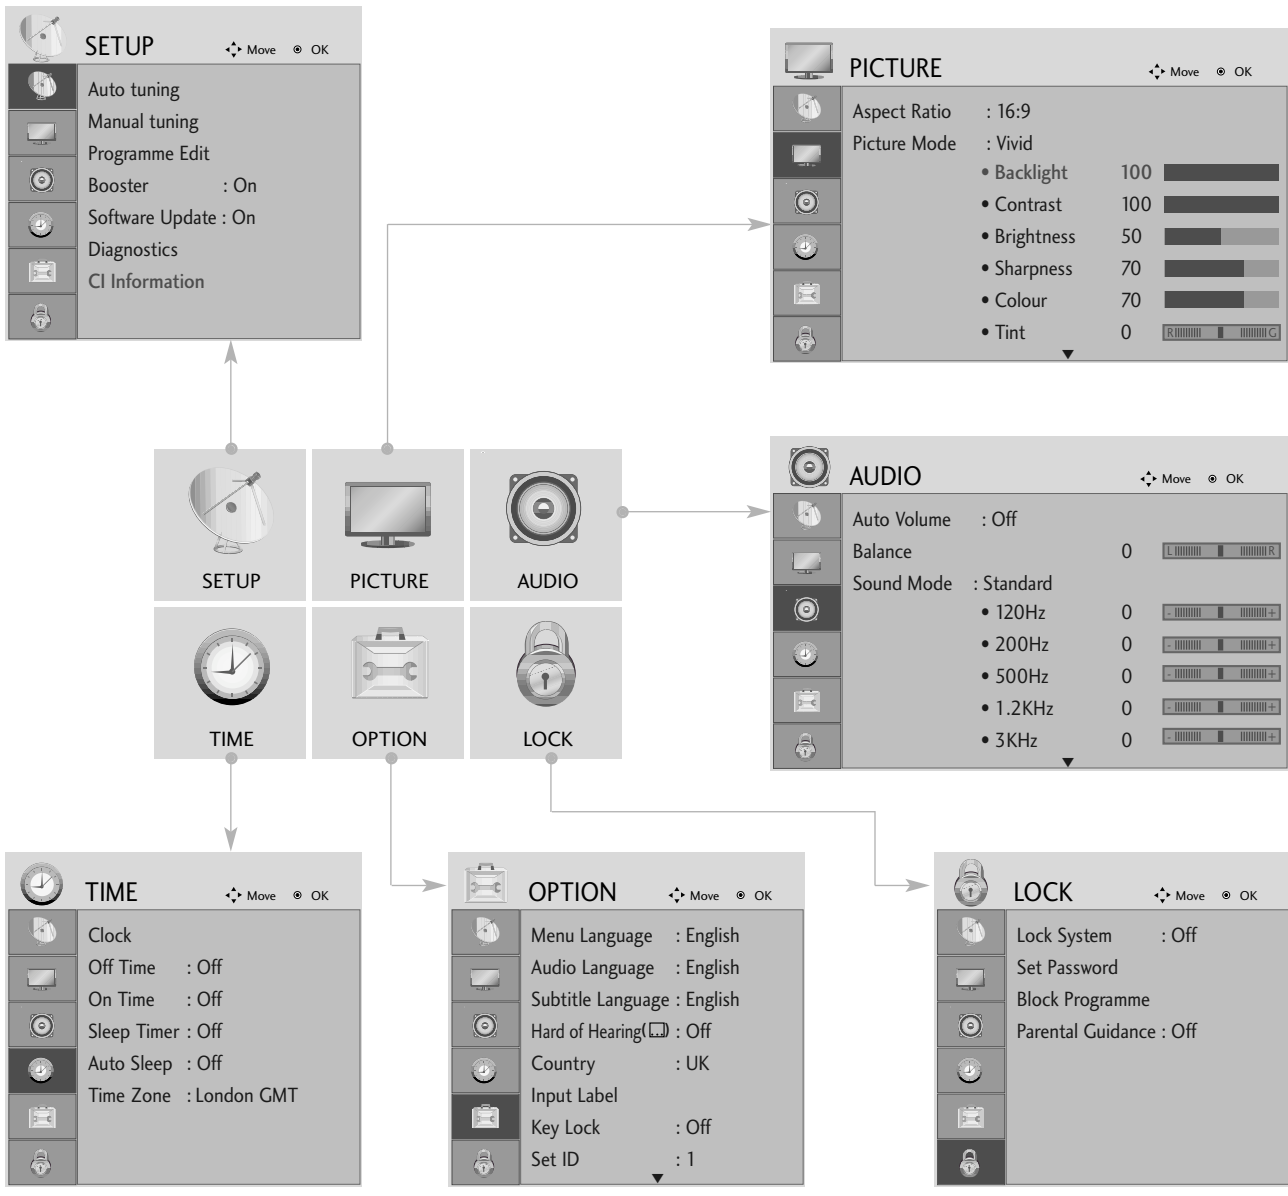 SETUP
Move OK
Auto tuning
Manual tuning
Programme Edit
Booster : On
Software Update : On
Diagnostics
CI Information
PICTURE
Move OK
Aspect Ratio : 16:9
Picture Mode : Vivid
• Backlight 100
• Contrast 100
• Brightness 50
• Sharpness 70
• Colour 70
• Tint 0 R G
SETUP
PICTURE
AUDIO
TIME
OPTION
LOCK
AUDIO
Move OK
Auto Volume : Off
Balance 0 L R
Sound Mode : Standard
• 120Hz 0 - +
• 200Hz 0 - +
• 500Hz 0 - +
• 1.2KHz 0 - +
• 3KHz 0 - +
TIME
Move OK
Clock
Off Time : Off
On Time : Off
Sleep Timer : Off
Auto Sleep : Off
Time Zone : London GMT
OPTION
Move OK
Menu Language : English
Audio Language : English
Subtitle Language : English
Hard of Hearing( ) : Off
Country : UK
Input Label
Key Lock : Off
Set ID : 1
LOCK
Move OK
Lock System : Off
Set Password
Block Programme
Parental Guidance : Off